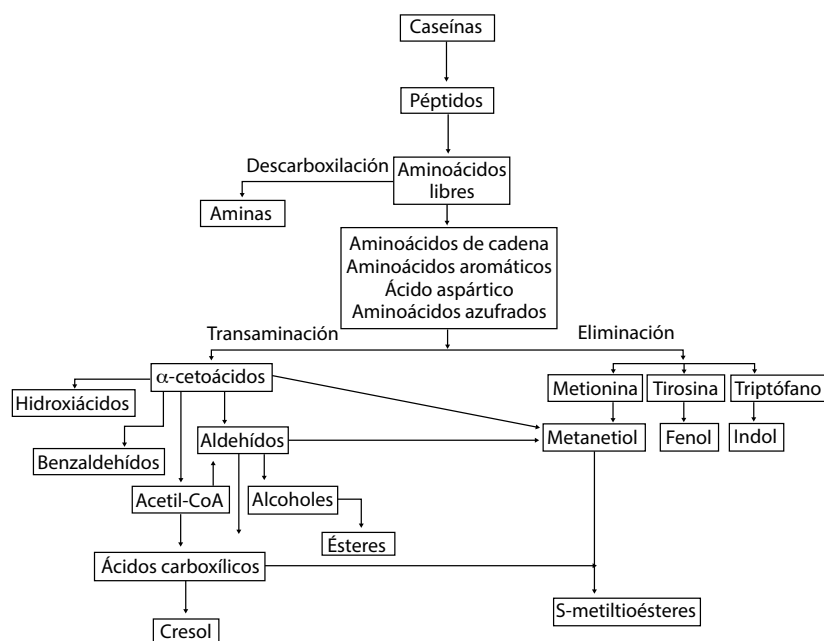 Caseínas
Péptidos
Descarboxilación
Aminoácidos
libres
Aminas
Aminoácidos de cadena
Aminoácidos aromáticos
Ácido aspártico
Aminoácidos azufrados
Transaminación
Eliminación
α-cetoácidos
Metionina
Tirosina
Triptófano
Hidroxiácidos
Aldehídos
Metanetiol
Fenol
Indol
Benzaldehídos
Acetil-CoA
Alcoholes
Ésteres
Ácidos carboxílicos
S-metiltioésteres
Cresol